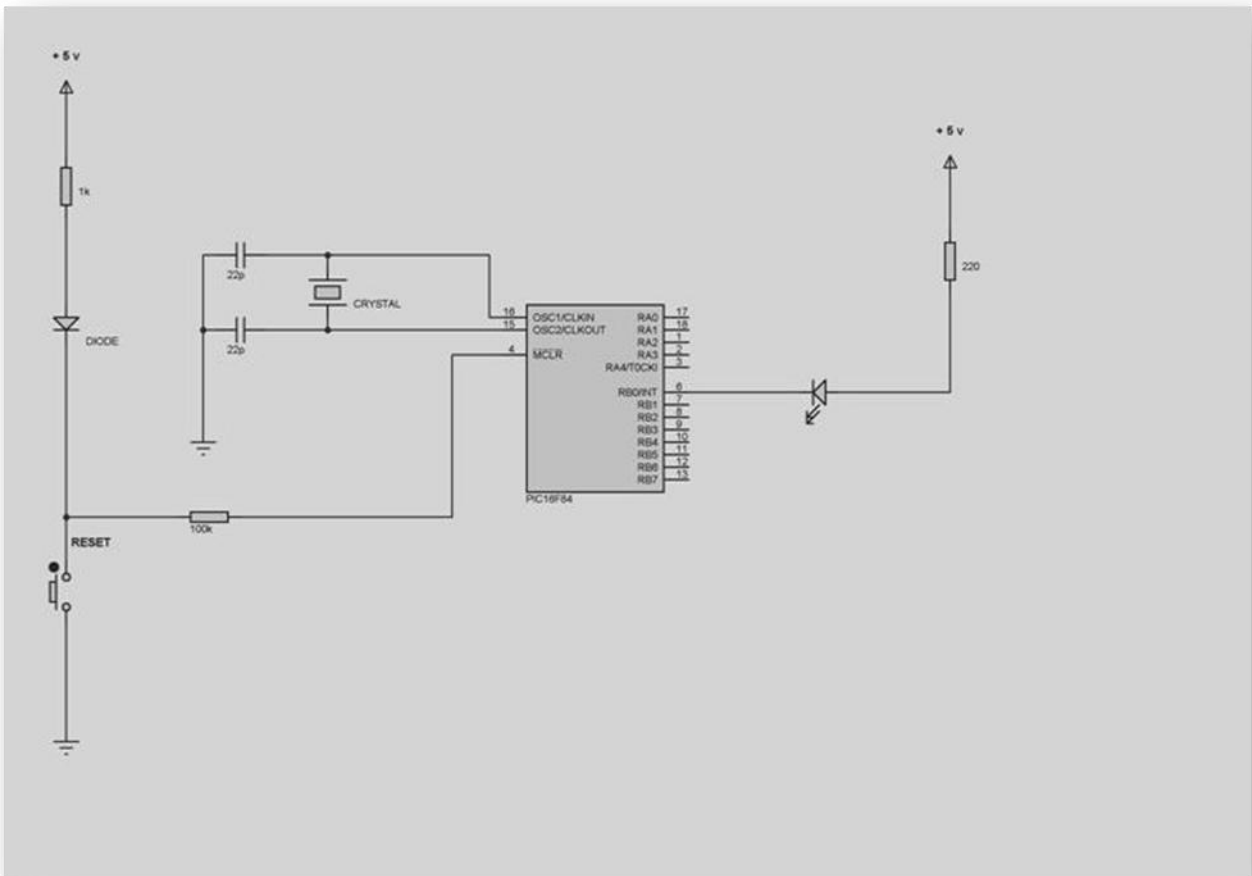 + 5 v
+ 5 v
1k
22p
220
CRYSTAL
DIODE
22p
16 OSC1/CLKIN RA0 17
15 OSC2/CLKOUT RA1 18
RA2 1
4 MCLR RA3 2
RA4/T0CKI 3
RB0/INT 6
RB1 7
RB2 8
RB3 9
RB4 10
RB5 11
RB6 12
RB7 13
PIC16F84
100k
RESET